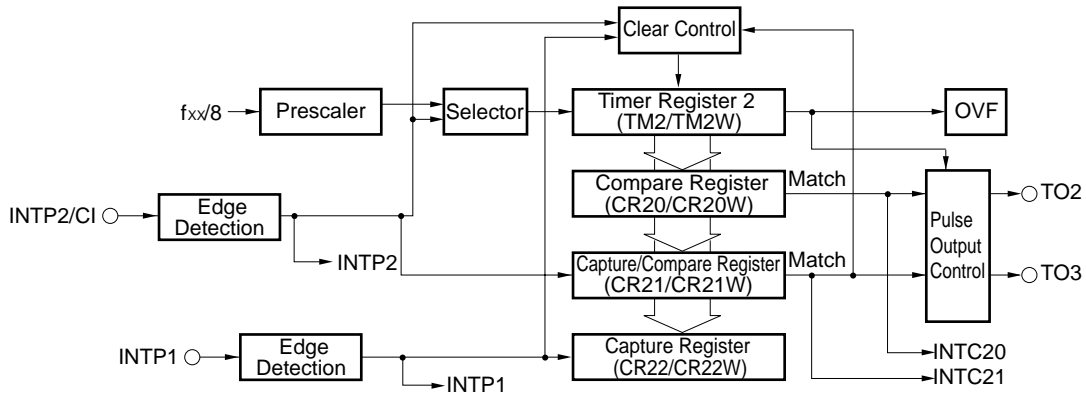 Clear Control
fxx/8
Prescaler
Selector
Timer Register 2
(TM2/TM2W)
OVF
Compare Register
(CR20/CR20W)
Match
Pulse
Output
Control
TO2
TO3
INTP2/CI
Edge
Detection
INTP2
Capture/Compare Register
(CR21/CR21W)
Match
INTP1
Edge
Detection
INTP1
Capture Register
(CR22/CR22W)
INTC20
INTC21